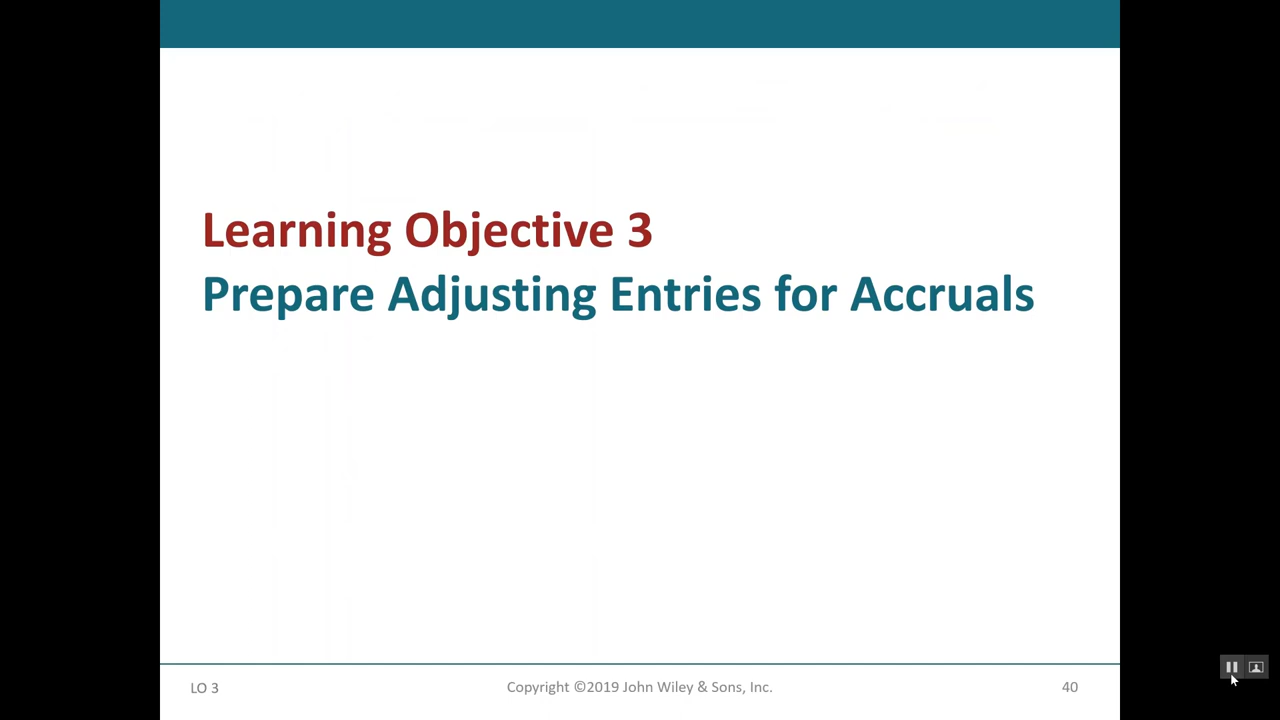 Learning Objective 3
Prepare Adjusting Entries for Accruals
LO 3
Copyright ©2019 John Wiley & Sons, Inc.
40